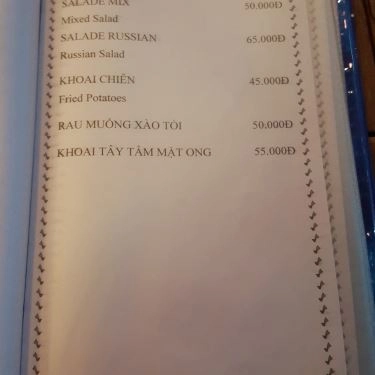 SALADE MIX 50.000Đ
Mixed Salad
SALADE RUSSIAN 65.000Đ
Russian Salad
KHOAI CHIÊN 45.000Đ
Fried Potatoes
RAU MUỐNG XÀO TỎI 50.000Đ
KHOAI TÂY TẨM MẬT ONG 55.000Đ